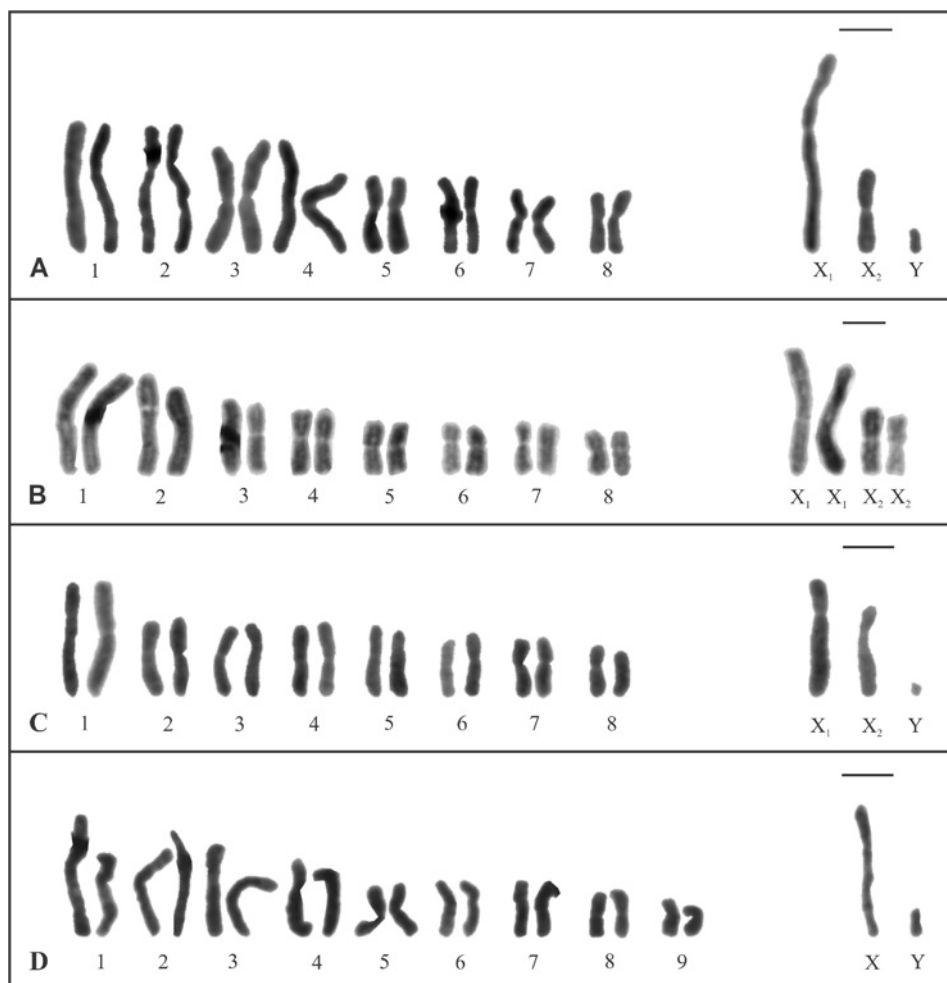 A 1 2 3 4 5 6 7 8 X₁ X₂ Y
B 1 2 3 4 5 6 7 8 X₁ X₁ X₂ X₂
C 1 2 3 4 5 6 7 8 X₁ X₂ Y
D 1 2 3 4 5 6 7 8 9 X Y